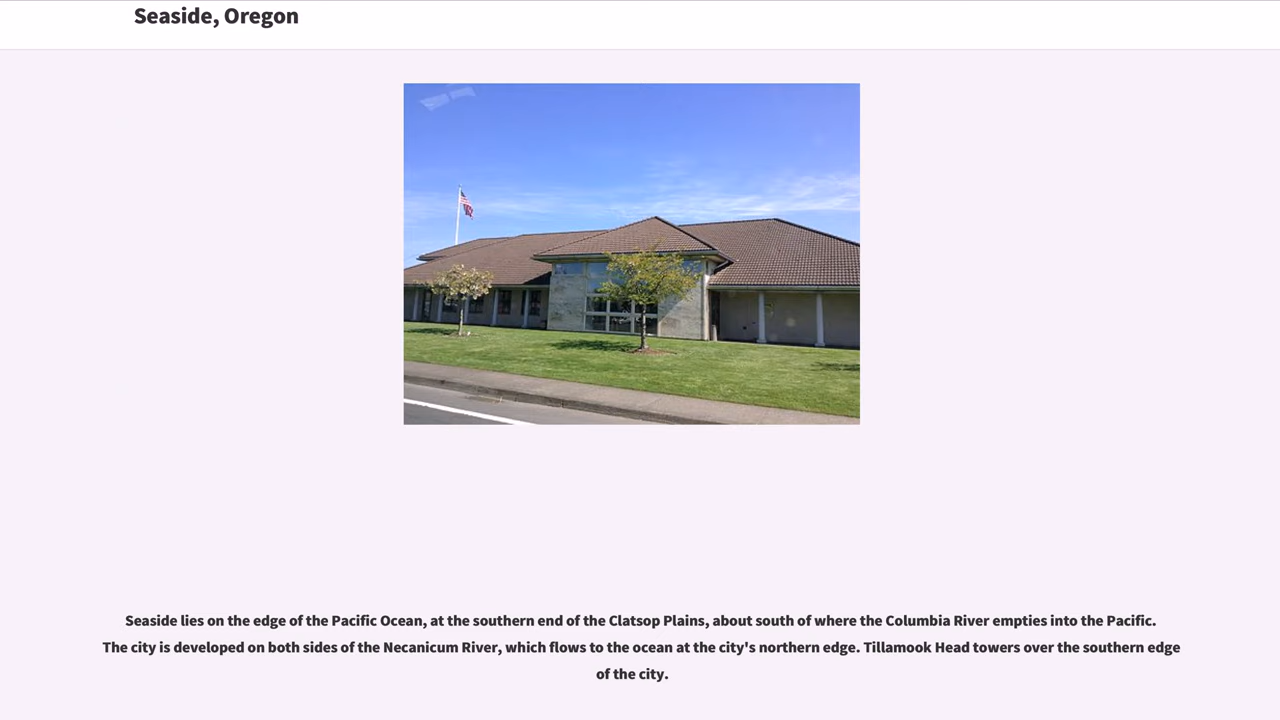 Seaside, Oregon
Seaside lies on the edge of the Pacific Ocean, at the southern end of the Clatsop Plains, about south of where the Columbia River empties into the Pacific.
The city is developed on both sides of the Necanicum River, which flows to the ocean at the city's northern edge. Tillamook Head towers over the southern edge
of the city.